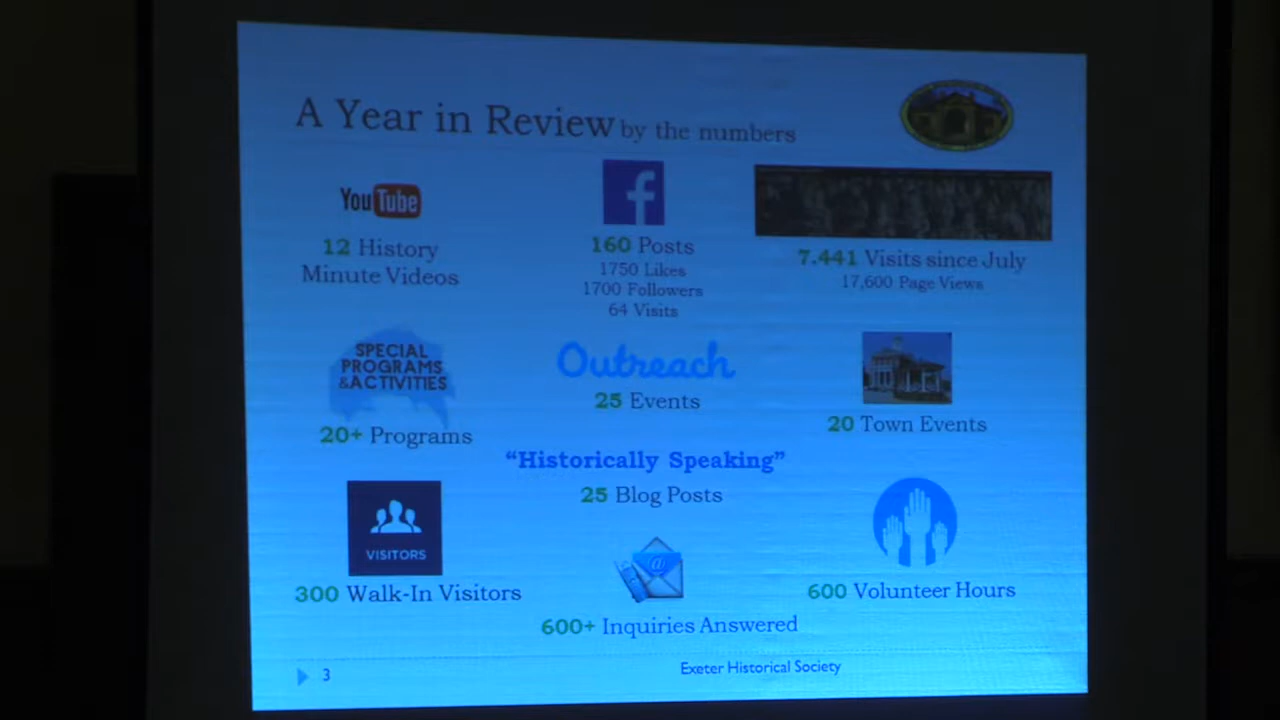 A Year in Review by the numbers
YouTube
12 History
Minute Videos
f
160 Posts
1750 Likes
1700 Followers
64 Visits
7,441 Visits since July
17,600 Page Views
SPECIAL
PROGRAMS
&ACTIVITIES
20+ Programs
Outreach
25 Events
20 Town Events
“Historically Speaking”
25 Blog Posts
VISITORS
300 Walk-In Visitors
@
600+ Inquiries Answered
600 Volunteer Hours
3
Exeter Historical Society